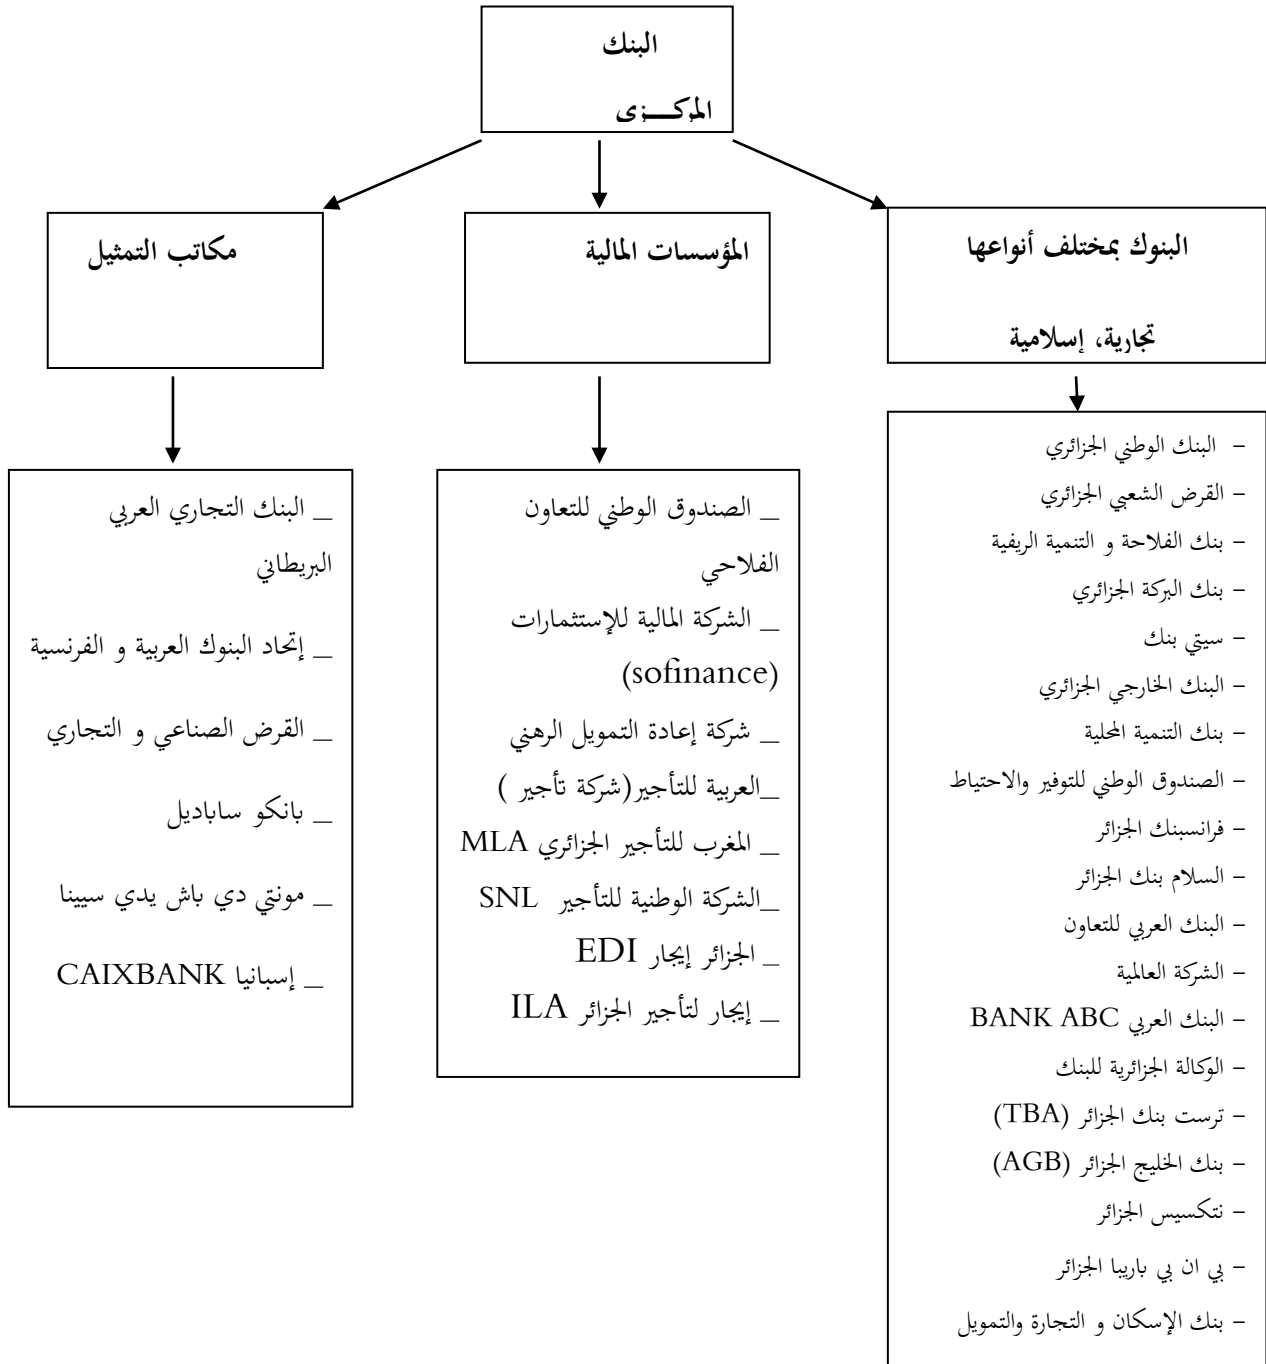 البنك
المركـــزي
البنوك بمختلف أنواعها
تجارية، إسلامية
المؤسسات المالية
مكاتب التمثيل
– البنك الوطني الجزائري
– القرض الشعبي الجزائري
– بنك الفلاحة و التنمية الريفية
– بنك البركة الجزائري
– سيتي بنك
– البنك الخارجي الجزائري
– بنك التنمية المحلية
– الصندوق الوطني للتوفير والاحتياط
– فرانسبنك الجزائر
– السلام بنك الجزائر
– البنك العربي للتعاون
– الشركة العالمية
– البنك العربي BANK ABC
– الوكالة الجزائرية للبنك
– ترست بنك الجزائر (TBA)
– بنك الخليج الجزائر (AGB)
– نتكسيس الجزائر
– بي ان بي باريبا الجزائر
– بنك الإسكان و التجارة والتمويل
_ الصندوق الوطني للتعاون
الفلاحي
_ الشركة المالية للإستثمارات
(sofinance)
_ شركة إعادة التمويل الرهني
_العربية للتأجير(شركة تأجير )
_ المغرب للتأجير الجزائري MLA
_الشركة الوطنية للتأجير SNL
_ الجزائر إيجار EDI
_ إيجار لتأجير الجزائر ILA
_ البنك التجاري العربي
البريطاني
_ إتحاد البنوك العربية و الفرنسية
_ القرض الصناعي و التجاري
_ بانكو ساباديل
_ مونتي دي باش يدي سيينا
_ إسبانيا CAIXBANK